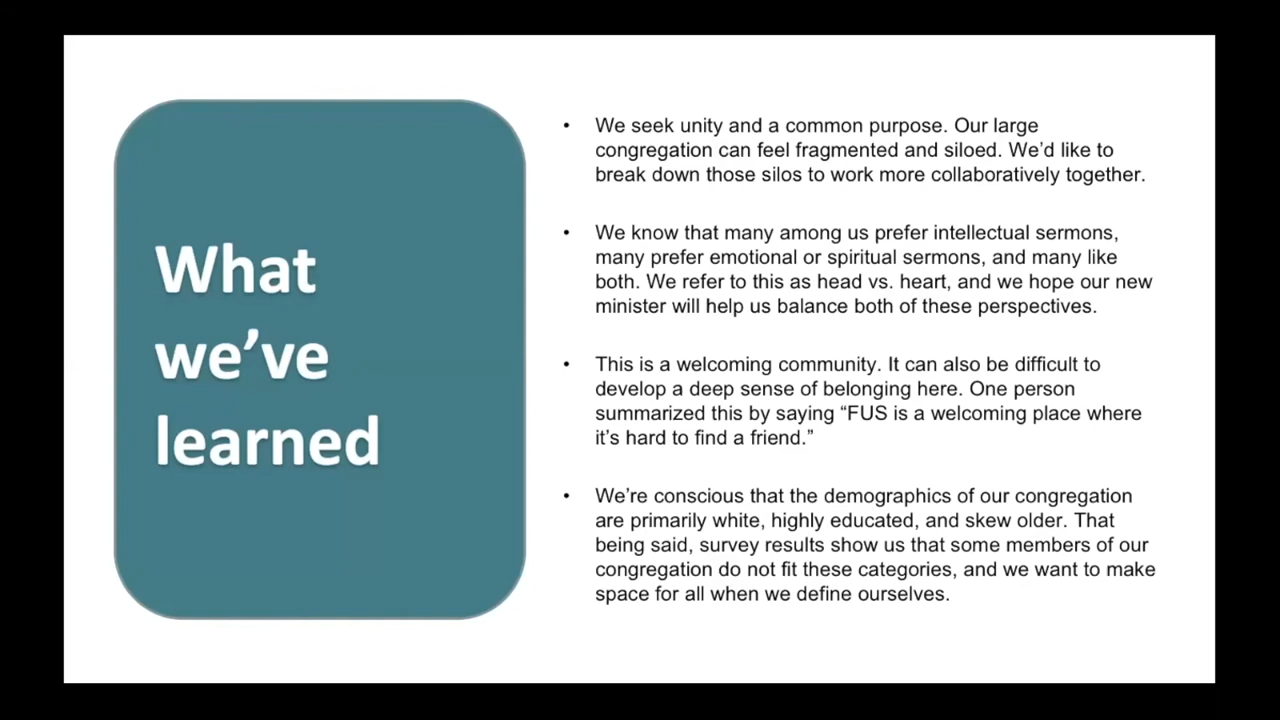 What
we’ve
learned
• We seek unity and a common purpose. Our large
congregation can feel fragmented and siloed. We’d like to
break down those silos to work more collaboratively together.
• We know that many among us prefer intellectual sermons,
many prefer emotional or spiritual sermons, and many like
both. We refer to this as head vs. heart, and we hope our new
minister will help us balance both of these perspectives.
• This is a welcoming community. It can also be difficult to
develop a deep sense of belonging here. One person
summarized this by saying “FUS is a welcoming place where
it’s hard to find a friend.”
• We’re conscious that the demographics of our congregation
are primarily white, highly educated, and skew older. That
being said, survey results show us that some members of our
congregation do not fit these categories, and we want to make
space for all when we define ourselves.